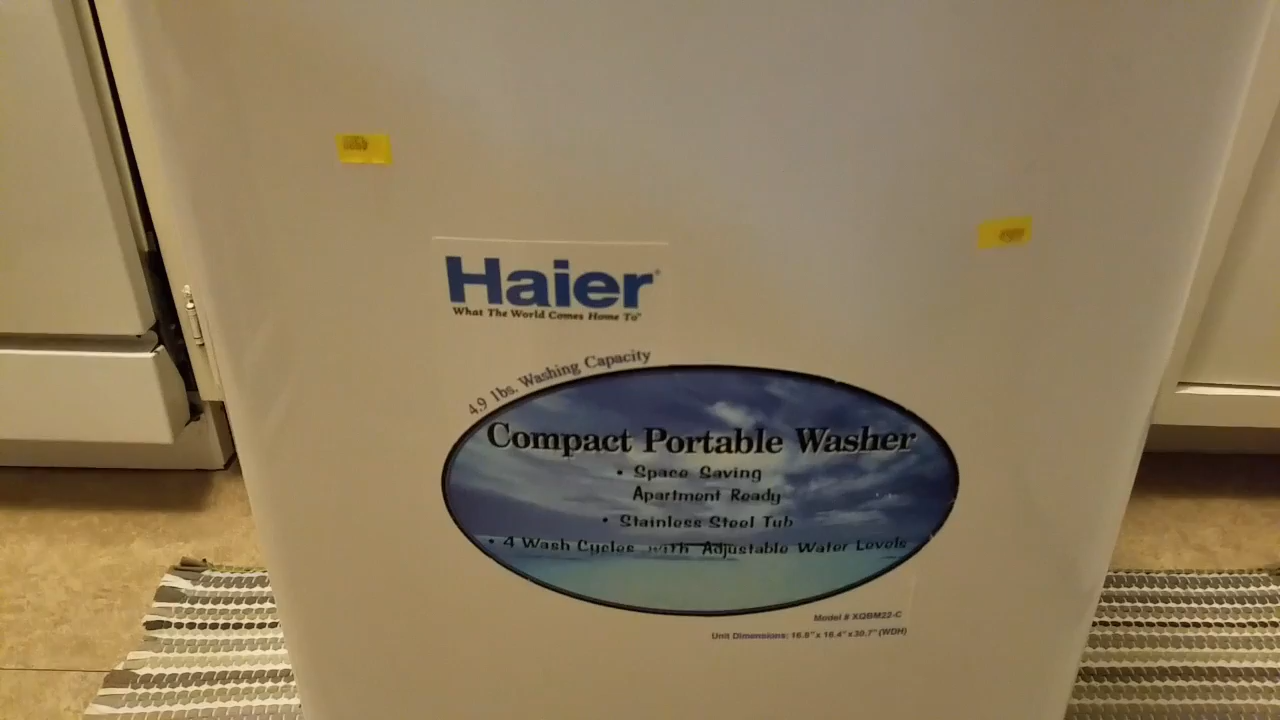 Haier®
What The World Comes Home To™
4.9 lbs. Washing Capacity
Compact Portable Washer
• Space Saving
Apartment Ready
• Stainless Steel Tub
• 4 Wash Cycles with Adjustable Water Levels
Model # XQBM22-C
Unit Dimensions: 16.8" x 16.4" x 30.7" (WDH)